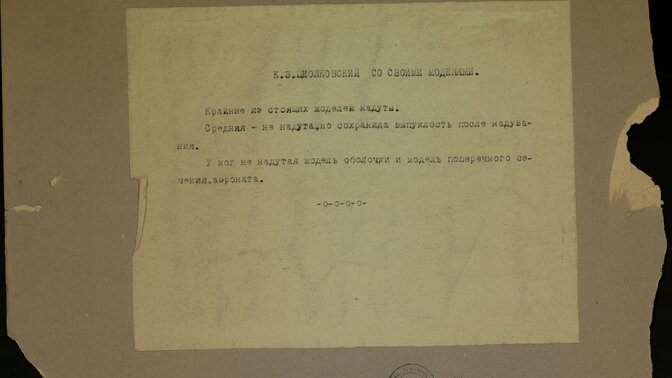 К.Э.ЦИОЛКОВСКИЙ СО СВОИМИ МОДЕЛЯМИ.
Крайние из стоящих моделей надуты.
Средняя - не надута,но сохранила выпуклость после надува-
ния.
У ног не надутая модель оболочки и модель поперечного се-
чения.аэроната.
-о-о-о-о-